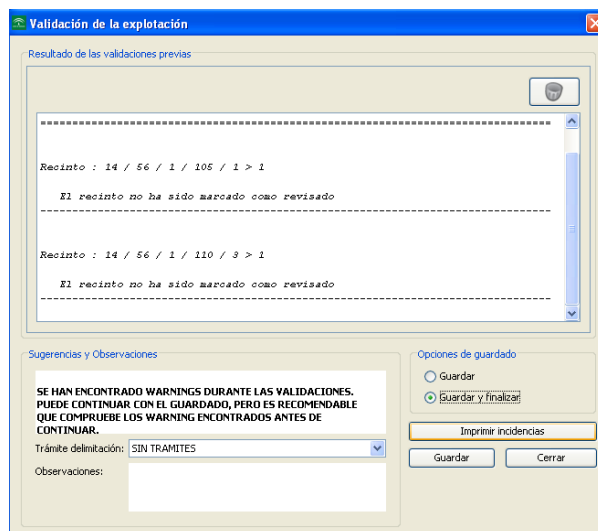 Validación de la explotación
Resultado de las validaciones previas
Recinto : 14 / 56 / 1 / 105 / 1 > 1
El recinto no ha sido marcado como revisado
Recinto : 14 / 56 / 1 / 110 / 3 > 1
El recinto no ha sido marcado como revisado
Sugerencias y Observaciones
SE HAN ENCONTRADO WARNINGS DURANTE LAS VALIDACIONES.
PUEDE CONTINUAR CON EL GUARDADO, PERO ES RECOMENDABLE
QUE COMPRUEBE LOS WARNING ENCONTRADOS ANTES DE
CONTINUAR.
Trámite delimitación: SIN TRAMITES
Observaciones:
Opciones de guardado
Guardar
Guardar y finalizar
Imprimir incidencias
Guardar
Cerrar